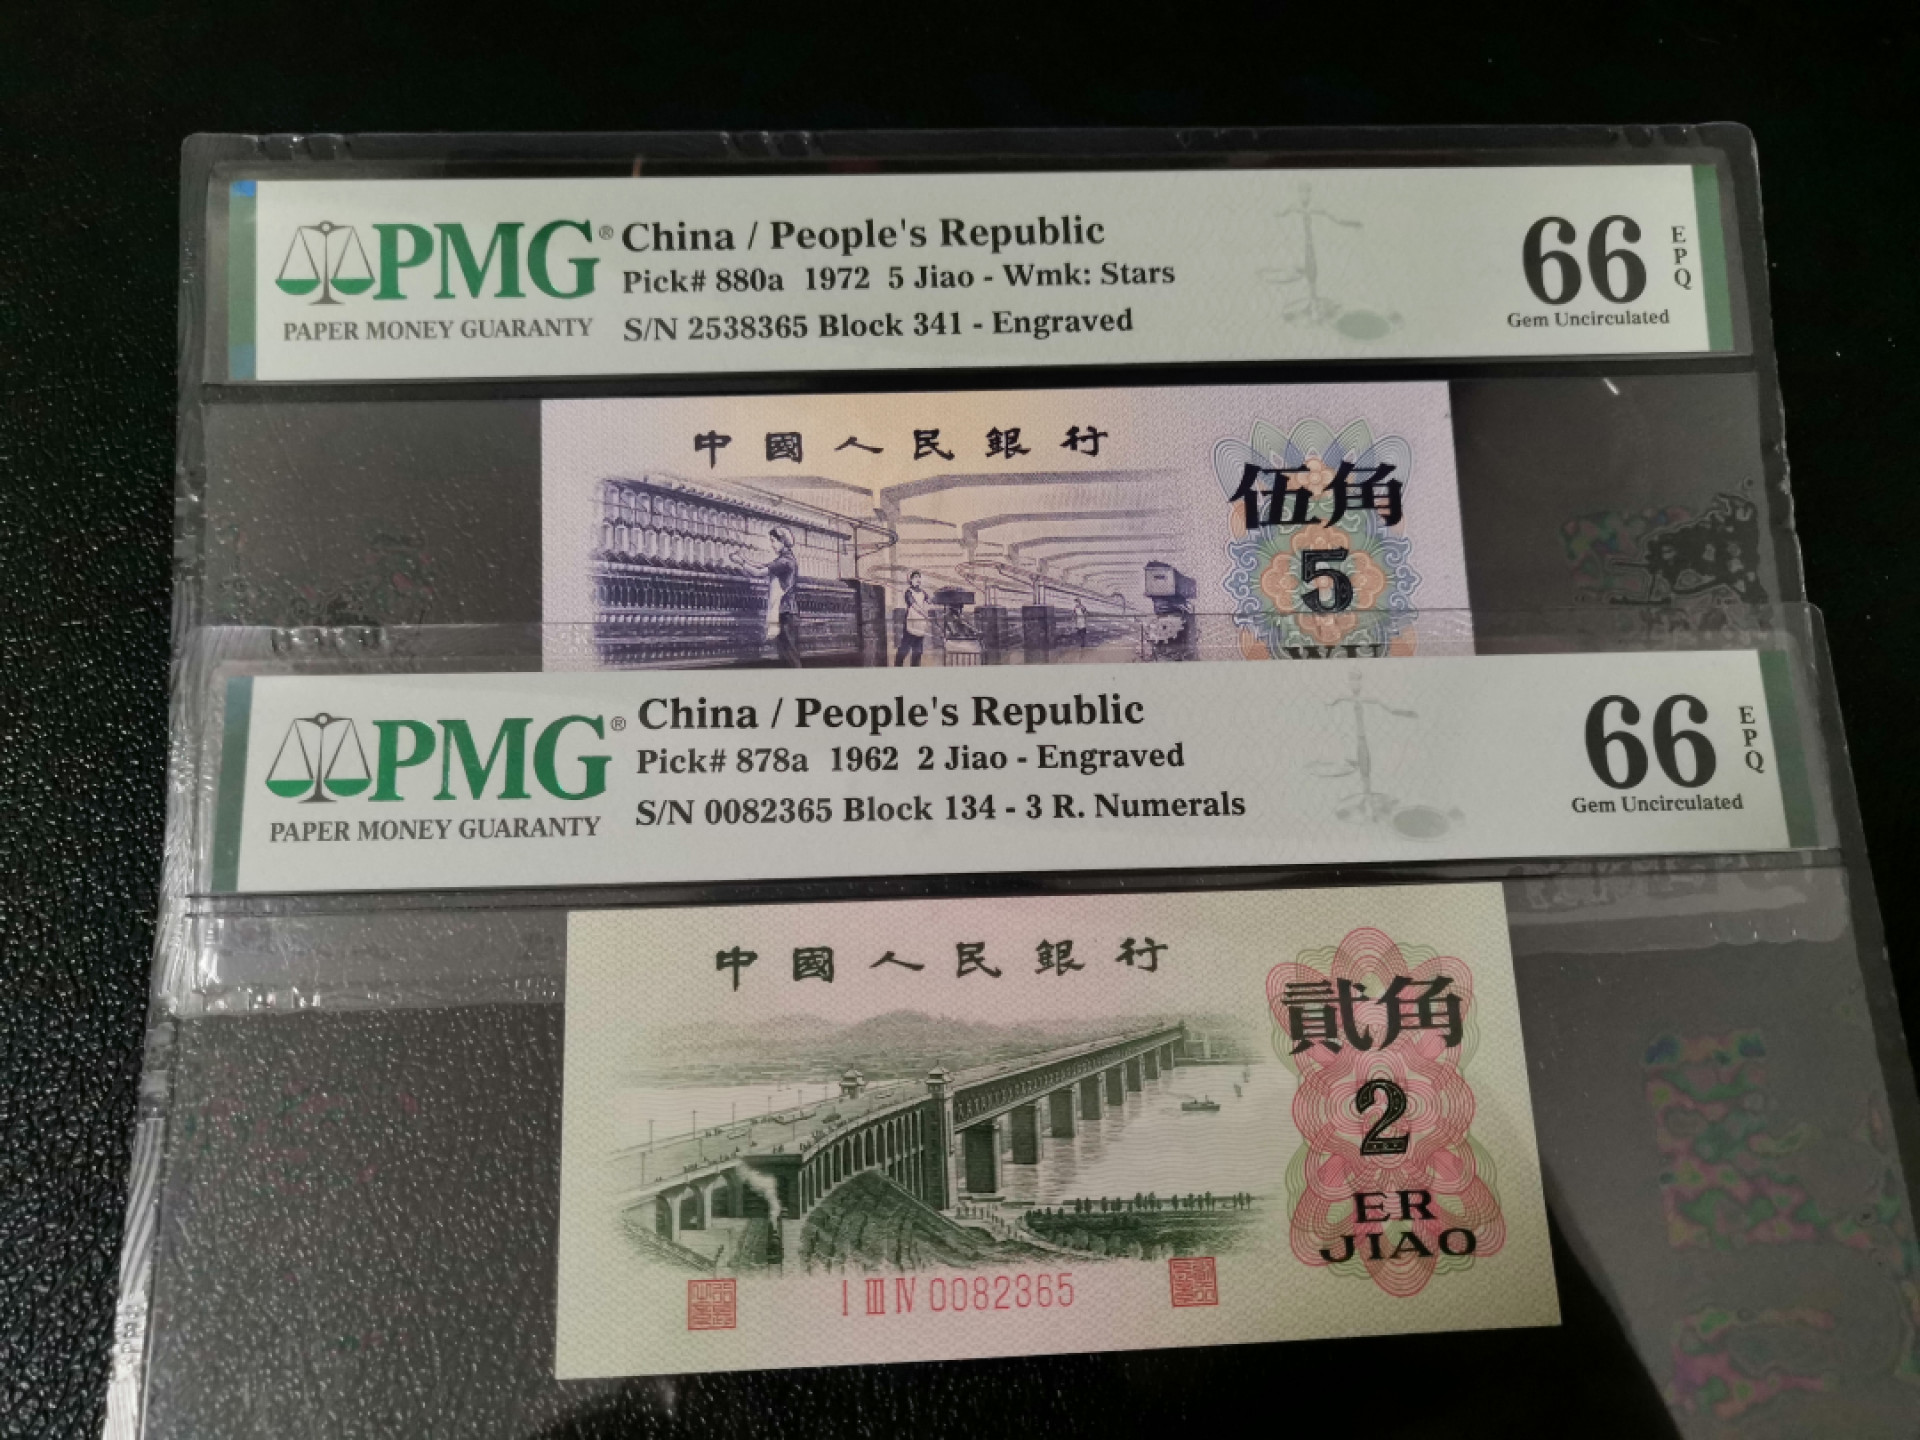 PMG®
PAPER MONEY GUARANTY
China / People's Republic
Pick# 880a 1972 5 Jiao - Wmk: Stars
S/N 2538365 Block 341 - Engraved
66
EPQ
Gem Uncirculated
中國人民銀行
伍角
5
WU
PMG®
PAPER MONEY GUARANTY
China / People's Republic
Pick# 878a 1962 2 Jiao - Engraved
S/N 0082365 Block 134 - 3 R. Numerals
66
EPQ
Gem Uncirculated
中國人民銀行
貳角
2
ER
JIAO
I III IV 0082365